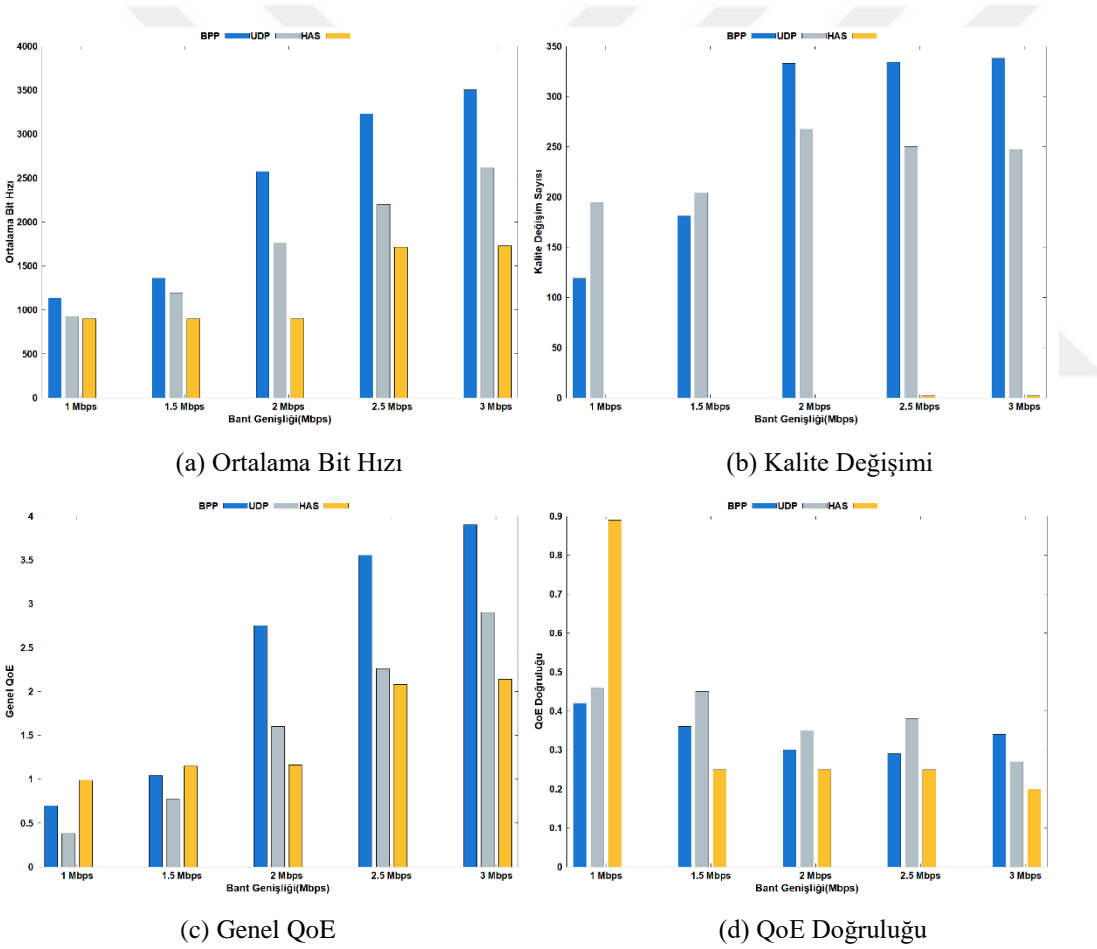 BPP UDP HAS
4000
3500
3000
2500
2000
1500
1000
500
0
Ortalama Bit Hızı
1 Mbps 1.5 Mbps 2 Mbps 2.5 Mbps 3 Mbps
Bant Genişliği(Mbps)
(a) Ortalama Bit Hızı
BPP UDP HAS
350
300
250
200
150
100
50
0
Kalite Değişim Sayısı
1 Mbps 1.5 Mbps 2 Mbps 2.5 Mbps 3 Mbps
Bant Genişliği(Mbps)
(b) Kalite Değişimi
BPP UDP HAS
4
3.5
3
2.5
2
1.5
1
0.5
0
Genel QoE
1 Mbps 1.5 Mbps 2 Mbps 2.5 Mbps 3 Mbps
Bant Genişliği(Mbps)
(c) Genel QoE
BPP UDP HAS
0.9
0.8
0.7
0.6
0.5
0.4
0.3
0.2
0.1
0
QoE Doğruluğu
1 Mbps 1.5 Mbps 2 Mbps 2.5 Mbps 3 Mbps
Bant Genişliği(Mbps)
(d) QoE Doğruluğu